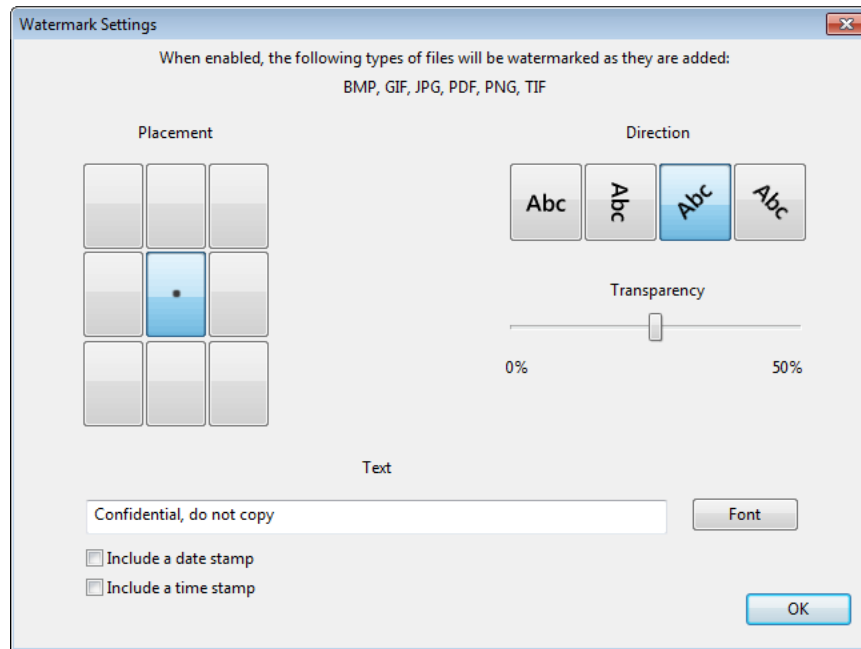 Watermark Settings
When enabled, the following types of files will be watermarked as they are added:
BMP, GIF, JPG, PDF, PNG, TIF
Placement
Direction
Abc Abc Abc Abc
Transparency
0% 50%
Text
Confidential, do not copy
Font
Include a date stamp
Include a time stamp
OK